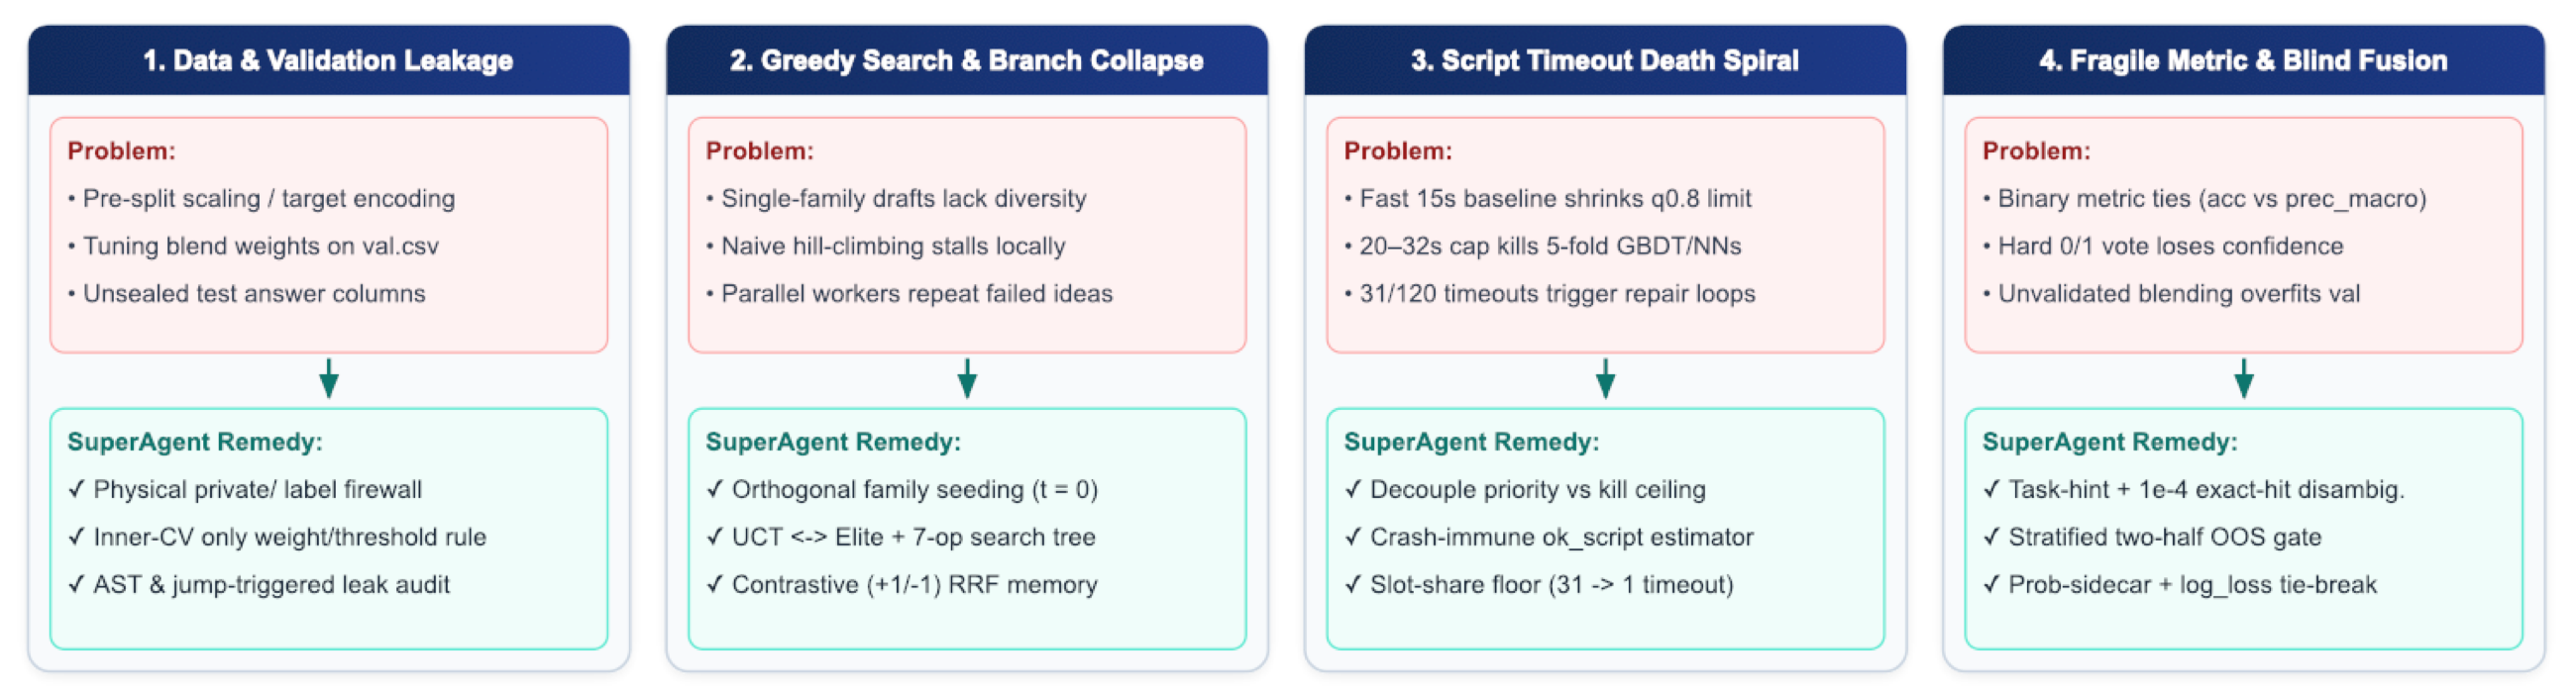 1. Data & Validation Leakage
Problem:
• Pre-split scaling / target encoding
• Tuning blend weights on val.csv
• Unsealed test answer columns
SuperAgent Remedy:
✓ Physical private/ label firewall
✓ Inner-CV only weight/threshold rule
✓ AST & jump-triggered leak audit
2. Greedy Search & Branch Collapse
Problem:
• Single-family drafts lack diversity
• Naive hill-climbing stalls locally
• Parallel workers repeat failed ideas
SuperAgent Remedy:
✓ Orthogonal family seeding (t = 0)
✓ UCT <-> Elite + 7-op search tree
✓ Contrastive (+1/-1) RRF memory
3. Script Timeout Death Spiral
Problem:
• Fast 15s baseline shrinks q0.8 limit
• 20–32s cap kills 5-fold GBDT/NNs
• 31/120 timeouts trigger repair loops
SuperAgent Remedy:
✓ Decouple priority vs kill ceiling
✓ Crash-immune ok_script estimator
✓ Slot-share floor (31 -> 1 timeout)
4. Fragile Metric & Blind Fusion
Problem:
• Binary metric ties (acc vs prec_macro)
• Hard 0/1 vote loses confidence
• Unvalidated blending overfits val
SuperAgent Remedy:
✓ Task-hint + 1e-4 exact-hit disambig.
✓ Stratified two-half OOS gate
✓ Prob-sidecar + log_loss tie-break